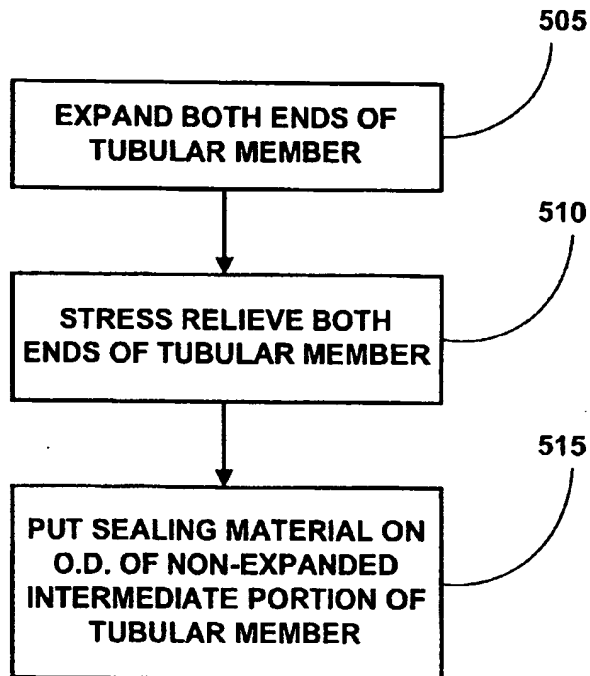 505
EXPAND BOTH ENDS OF
TUBULAR MEMBER
510
STRESS RELIEVE BOTH
ENDS OF TUBULAR MEMBER
515
PUT SEALING MATERIAL ON
O.D. OF NON-EXPANDED
INTERMEDIATE PORTION OF
TUBULAR MEMBER